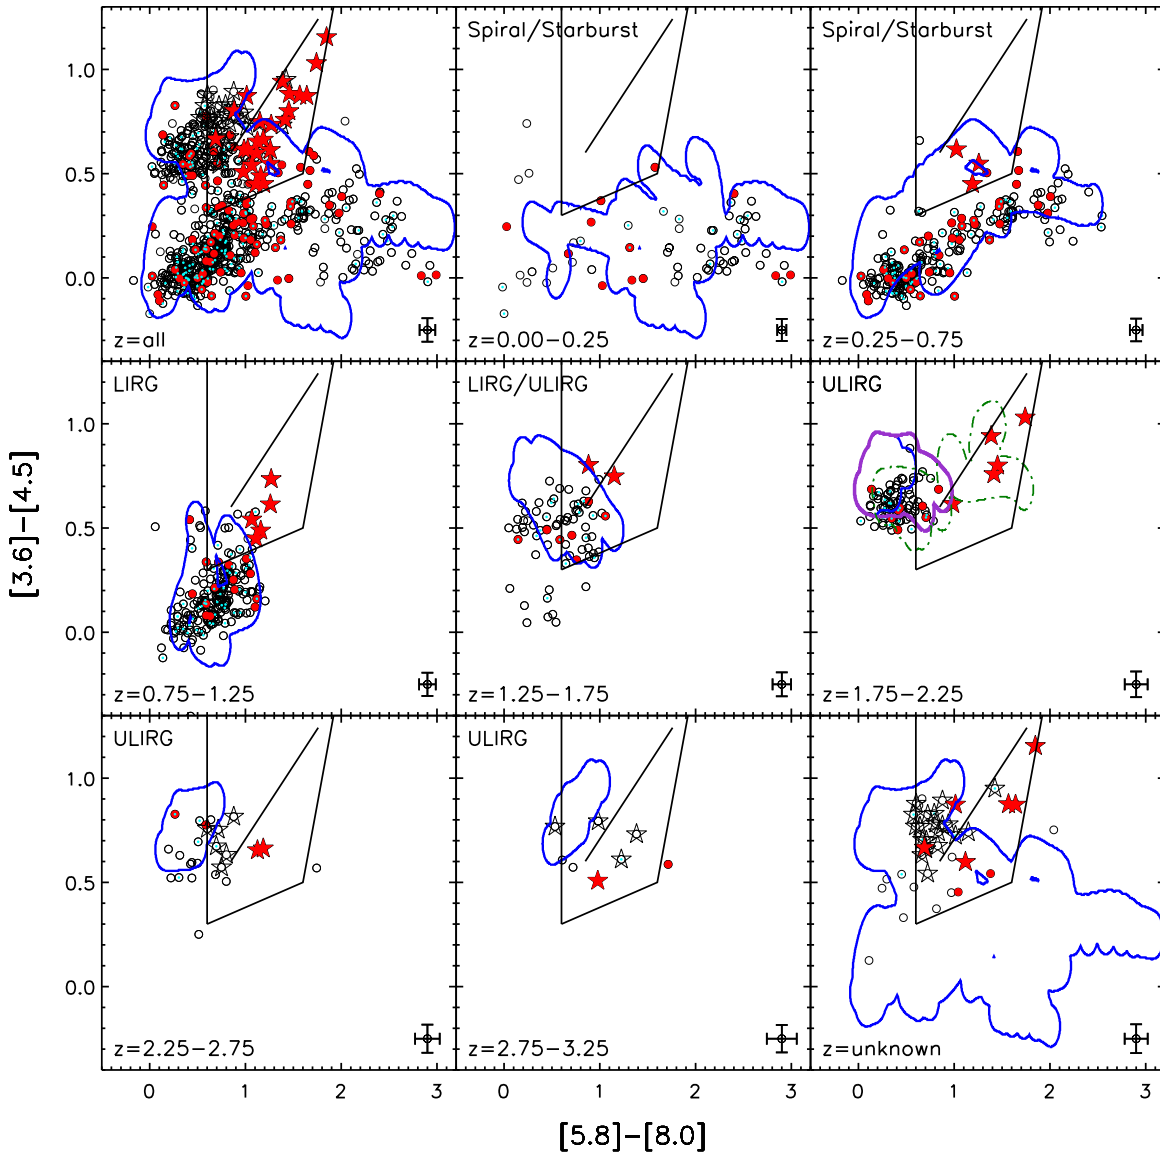 Spiral/Starburst
Spiral/Starburst
1.0
0.5
0.0
z=all
z=0.00−0.25
z=0.25−0.75
LIRG
LIRG/ULIRG
ULIRG
1.0
0.5
0.0
z=0.75−1.25
z=1.25−1.75
z=1.75−2.25
[3.6]−[4.5]
ULIRG
ULIRG
1.0
0.5
0.0
z=2.25−2.75
z=2.75−3.25
z=unknown
0 1 2 3 0 1 2 3 0 1 2 3
[5.8]−[8.0]